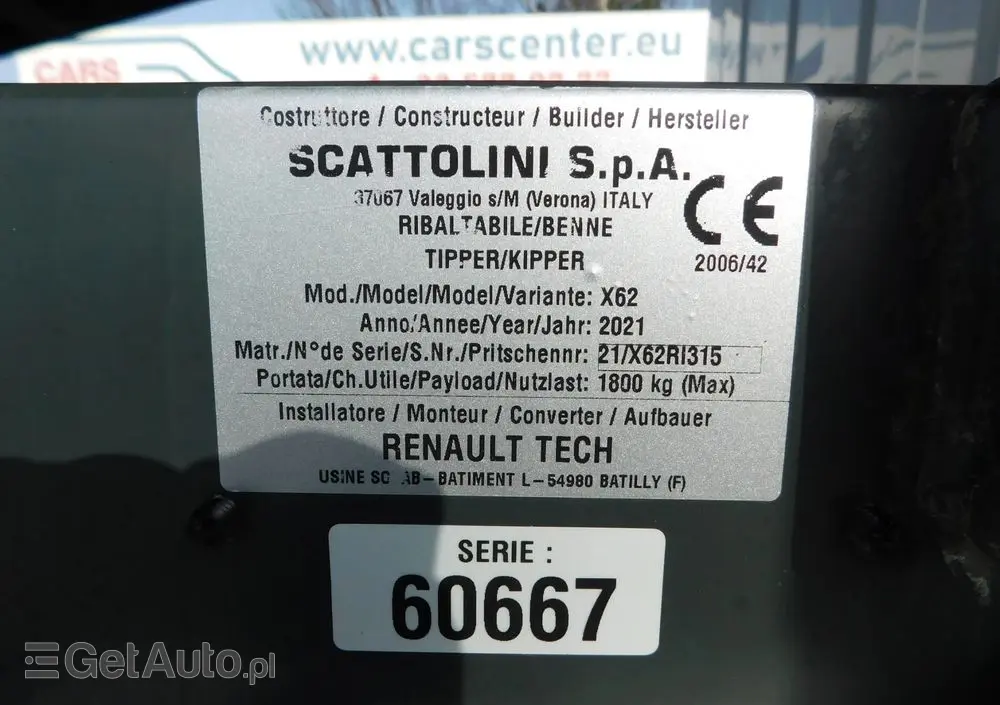 www.carscenter.eu
CARS
Costruttore / Constructeur / Builder / Hersteller
SCATTOLINI S.p.A.
37067 Valeggio s/M (Verona) ITALY
RIBALTABILE/BENNE
TIPPER/KIPPER
CE
2006/42
Mod./Model/Model/Variante: X62
Anno/Annee/Year/Jahr: 2021
Matr./N°de Serie/S.Nr./Pritschennr: 21/X62RI315
Portata/Ch.Utile/Payload/Nutzlast: 1800 kg (Max)
Installatore / Monteur / Converter / Aufbauer
RENAULT TECH
USINE - BATIMENT L - 54980 BATILLY (F)
SERIE :
60667
GetAuto.pl